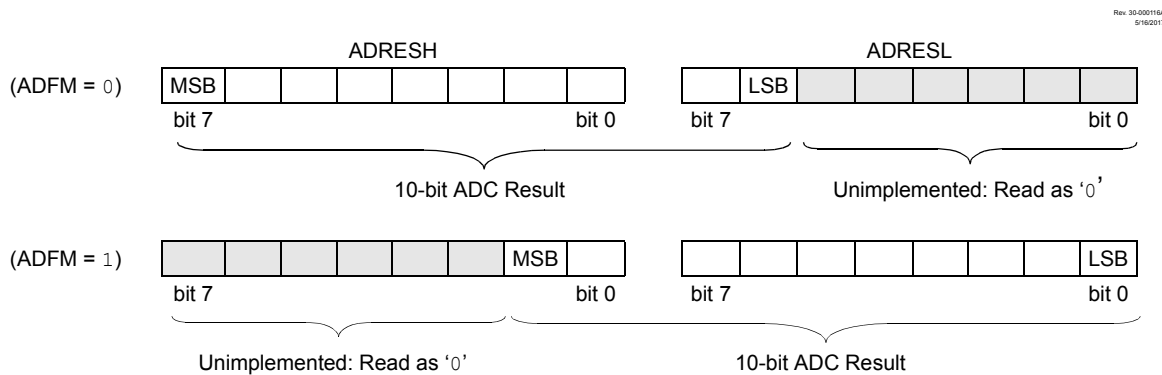 Rev. 30-000116A
5/16/2017
ADRESH ADRESL
(ADFM = 0) MSB LSB
bit 7 bit 0 bit 7 bit 0
10-bit ADC Result Unimplemented: Read as ‘0’
(ADFM = 1) MSB LSB
bit 7 bit 0 bit 7 bit 0
Unimplemented: Read as ‘0’ 10-bit ADC Result